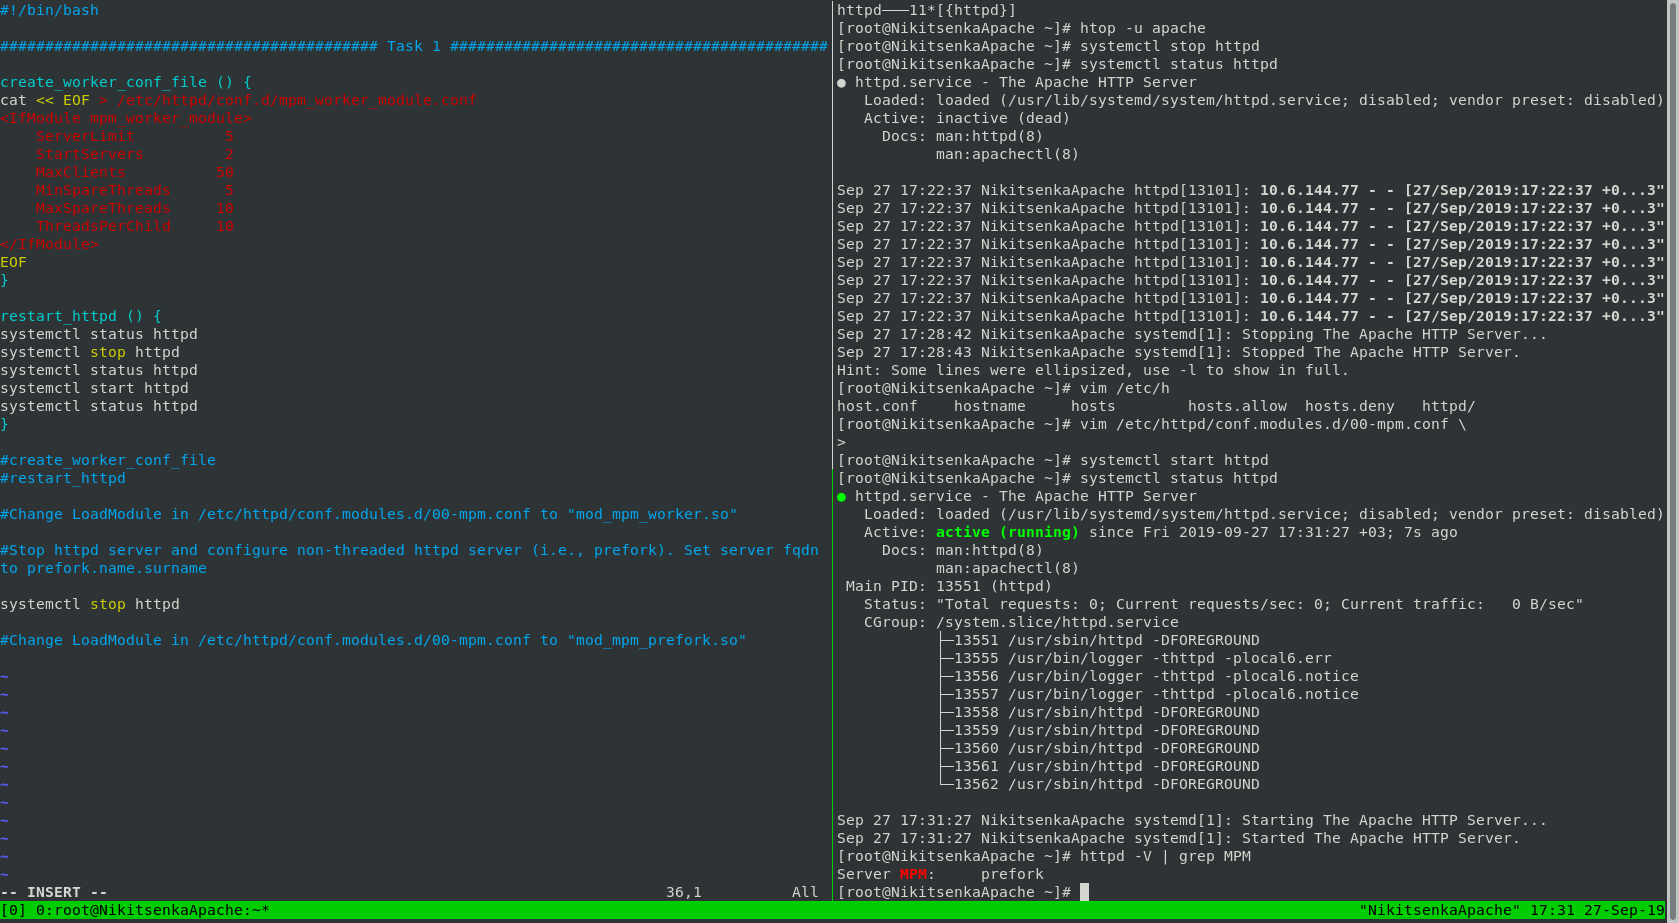 #!/bin/bash
########################################## Task 1 ##########################################
create_worker_conf_file () {
cat << EOF > /etc/httpd/conf.d/mpm_worker_module.conf
<IfModule mpm_worker_module>
    ServerLimit          5
    StartServers         2
    MaxClients          50
    MinSpareThreads      5
    MaxSpareThreads     10
    ThreadsPerChild     10
</IfModule>
EOF
}
restart_httpd () {
systemctl status httpd
systemctl stop httpd
systemctl status httpd
systemctl start httpd
systemctl status httpd
}
#create_worker_conf_file
#restart_httpd
#Change LoadModule in /etc/httpd/conf.modules.d/00-mpm.conf to "mod_mpm_worker.so"
#Stop httpd server and configure non-threaded httpd server (i.e., prefork). Set server fqdn
to prefork.name.surname
systemctl stop httpd
#Change LoadModule in /etc/httpd/conf.modules.d/00-mpm.conf to "mod_mpm_prefork.so"
~
~
~
~
~
~
~
~
~
~
~
~
-- INSERT --                                                              36,1          All
httpd───11*[{httpd}]
[root@NikitsenkaApache ~]# htop -u apache
[root@NikitsenkaApache ~]# systemctl stop httpd
[root@NikitsenkaApache ~]# systemctl status httpd
● httpd.service - The Apache HTTP Server
   Loaded: loaded (/usr/lib/systemd/system/httpd.service; disabled; vendor preset: disabled)
   Active: inactive (dead)
     Docs: man:httpd(8)
           man:apachectl(8)
Sep 27 17:22:37 NikitsenkaApache httpd[13101]: 10.6.144.77 - - [27/Sep/2019:17:22:37 +0...3"
Sep 27 17:22:37 NikitsenkaApache httpd[13101]: 10.6.144.77 - - [27/Sep/2019:17:22:37 +0...3"
Sep 27 17:22:37 NikitsenkaApache httpd[13101]: 10.6.144.77 - - [27/Sep/2019:17:22:37 +0...3"
Sep 27 17:22:37 NikitsenkaApache httpd[13101]: 10.6.144.77 - - [27/Sep/2019:17:22:37 +0...3"
Sep 27 17:22:37 NikitsenkaApache httpd[13101]: 10.6.144.77 - - [27/Sep/2019:17:22:37 +0...3"
Sep 27 17:22:37 NikitsenkaApache httpd[13101]: 10.6.144.77 - - [27/Sep/2019:17:22:37 +0...3"
Sep 27 17:22:37 NikitsenkaApache httpd[13101]: 10.6.144.77 - - [27/Sep/2019:17:22:37 +0...3"
Sep 27 17:22:37 NikitsenkaApache httpd[13101]: 10.6.144.77 - - [27/Sep/2019:17:22:37 +0...3"
Sep 27 17:28:42 NikitsenkaApache systemd[1]: Stopping The Apache HTTP Server...
Sep 27 17:28:43 NikitsenkaApache systemd[1]: Stopped The Apache HTTP Server.
Hint: Some lines were ellipsized, use -l to show in full.
[root@NikitsenkaApache ~]# vim /etc/h
host.conf    hostname     hosts        hosts.allow  hosts.deny   httpd/
[root@NikitsenkaApache ~]# vim /etc/httpd/conf.modules.d/00-mpm.conf \
>
[root@NikitsenkaApache ~]# systemctl start httpd
[root@NikitsenkaApache ~]# systemctl status httpd
● httpd.service - The Apache HTTP Server
   Loaded: loaded (/usr/lib/systemd/system/httpd.service; disabled; vendor preset: disabled)
   Active: active (running) since Fri 2019-09-27 17:31:27 +03; 7s ago
     Docs: man:httpd(8)
           man:apachectl(8)
 Main PID: 13551 (httpd)
   Status: "Total requests: 0; Current requests/sec: 0; Current traffic:   0 B/sec"
   CGroup: /system.slice/httpd.service
           ├─13551 /usr/sbin/httpd -DFOREGROUND
           ├─13555 /usr/bin/logger -thttpd -plocal6.err
           ├─13556 /usr/bin/logger -thttpd -plocal6.notice
           ├─13557 /usr/bin/logger -thttpd -plocal6.notice
           ├─13558 /usr/sbin/httpd -DFOREGROUND
           ├─13559 /usr/sbin/httpd -DFOREGROUND
           ├─13560 /usr/sbin/httpd -DFOREGROUND
           ├─13561 /usr/sbin/httpd -DFOREGROUND
           └─13562 /usr/sbin/httpd -DFOREGROUND
Sep 27 17:31:27 NikitsenkaApache systemd[1]: Starting The Apache HTTP Server...
Sep 27 17:31:27 NikitsenkaApache systemd[1]: Started The Apache HTTP Server.
[root@NikitsenkaApache ~]# httpd -V | grep MPM
Server MPM:     prefork
[root@NikitsenkaApache ~]#
[0] 0:root@NikitsenkaApache:~*    "NikitsenkaApache" 17:31 27-Sep-19